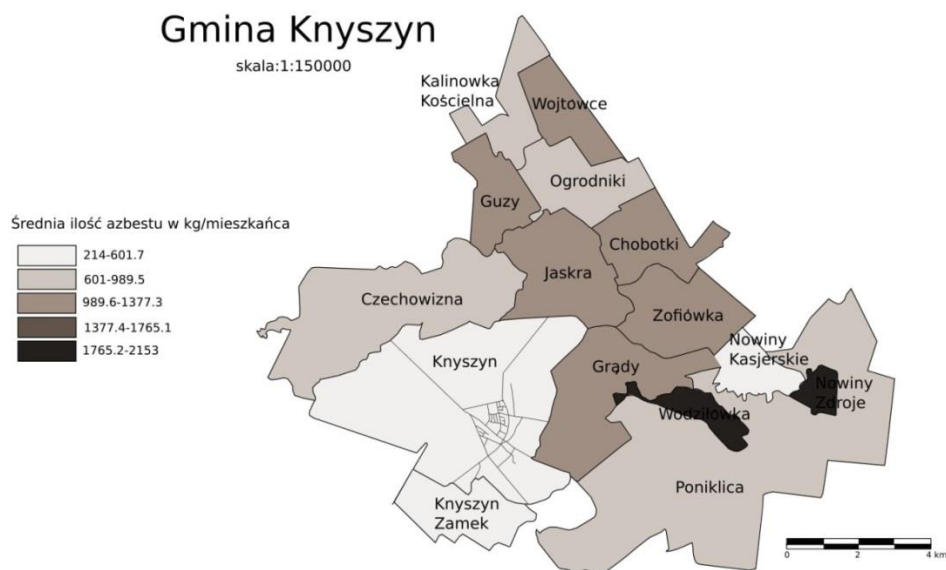 Gmina Knyszyn
skala:1:150000
Kalinowka
Kościelna
Wojtowce
Ogrodniki
Guzy
Chobotki
Jaskra
Czechowizna
Zofiówka
Nowiny
Kasjerskie
Knyszyn
Grądy
Nowiny
Zdroje
Wodziłówka
Poniklica
Knyszyn
Zamek
Średnia ilość azbestu w kg/mieszkańca
214-601.7
601-989.5
989.6-1377.3
1377.4-1765.1
1765.2-2153
0 2 4 km